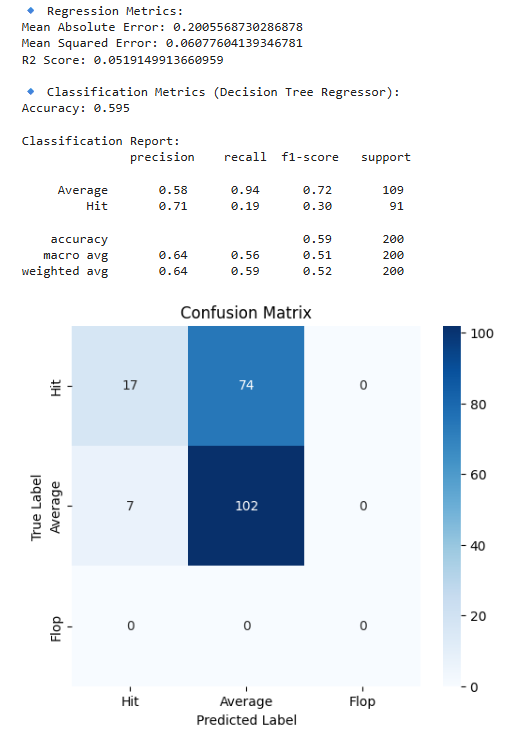 🔹 Regression Metrics:
Mean Absolute Error: 0.2005568730286878
Mean Squared Error: 0.06077604139346781
R2 Score: 0.0519149913660959
🔹 Classification Metrics (Decision Tree Regressor):
Accuracy: 0.595
Classification Report:
precision recall f1-score support
Average 0.58 0.94 0.72 109
Hit 0.71 0.19 0.30 91
accuracy 0.59 200
macro avg 0.64 0.56 0.51 200
weighted avg 0.64 0.59 0.52 200
Confusion Matrix
Hit 17 74 0
Average 7 102 0
Flop 0 0 0
True Label
Hit Average Flop
Predicted Label
100
80
60
40
20
0